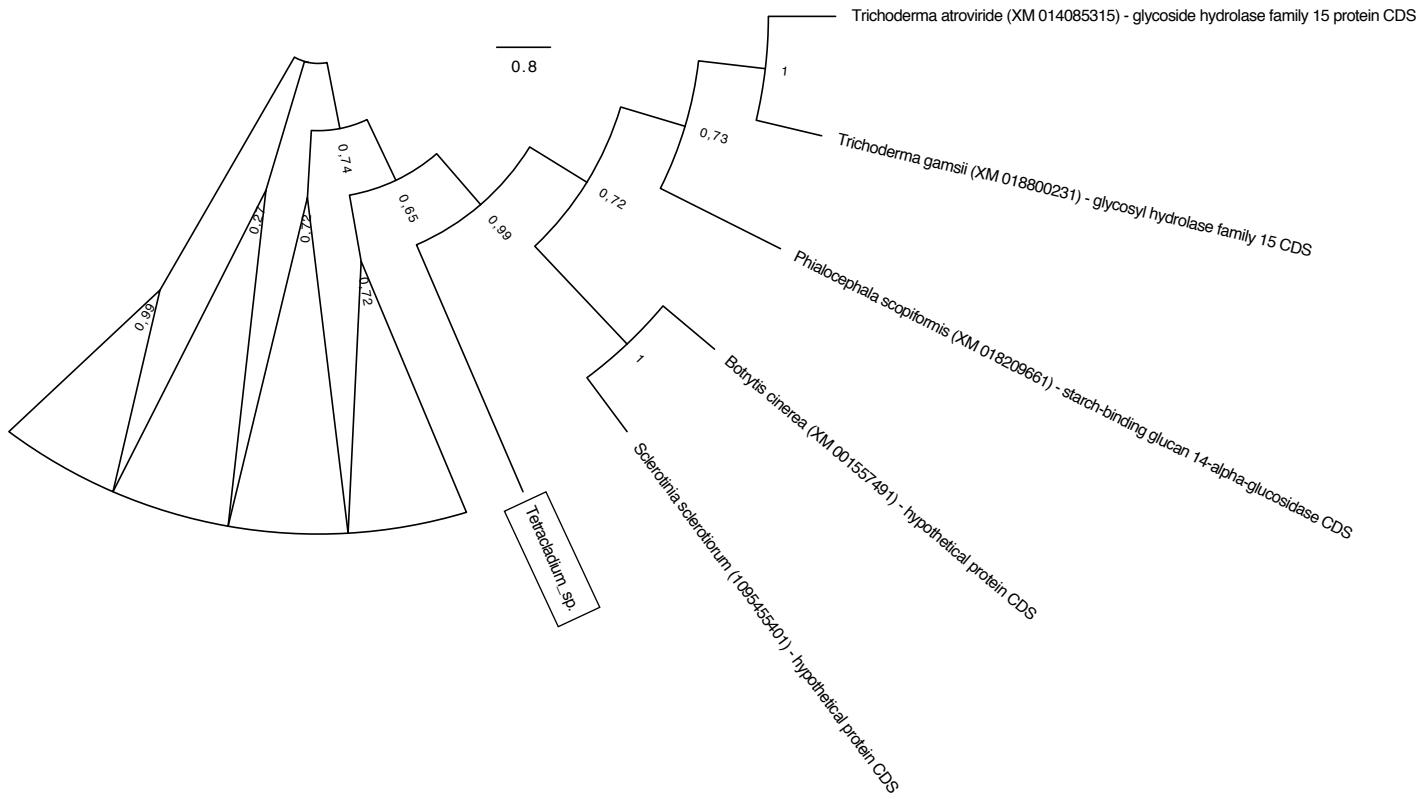 Trichoderma atroviride (XM 014085315) - glycoside hydrolase family 15 protein CDS
0.8
1
0,73
Trichoderma gamsii (XM 018800231) - glycosyl hydrolase family 15 CDS
0,74
0,65
0,72
0,99
0,27
0,72
Phialocephala scopiformis (XM 018209661) - starch-binding glucan 14-alpha-glucosidase CDS
0,72
0,99
1
Botrytis cinerea (XM 001557491) - hypothetical protein CDS
Sclerotinia sclerotiorum (1095455401) - hypothetical protein CDS
Tetracladium_sp.